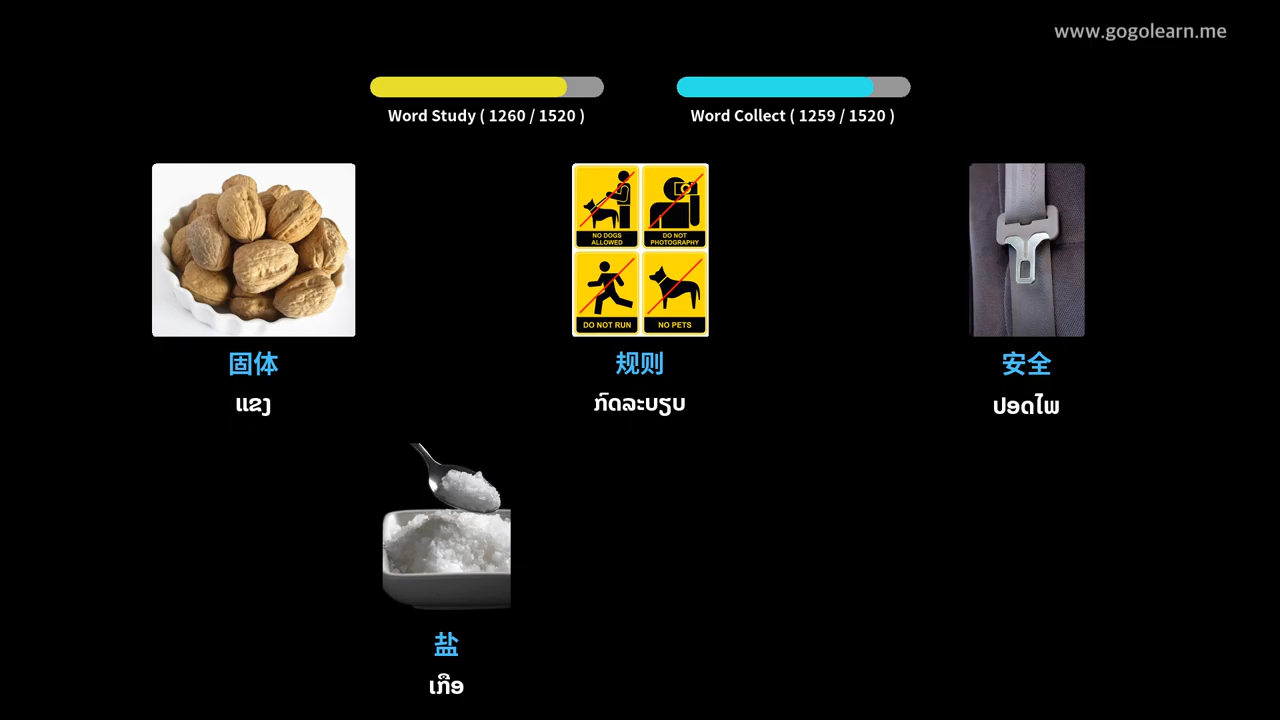 www.gogolearn.me
Word Study ( 1260 / 1520 )
Word Collect ( 1259 / 1520 )
NO DOGS
ALLOWED
DO NOT
PHOTOGRAPHY
DO NOT RUN
NO PETS
固体
规则
安全
ແຂງ
ກົດລະບຽບ
ປອດໄພ
盐
ເກືອ